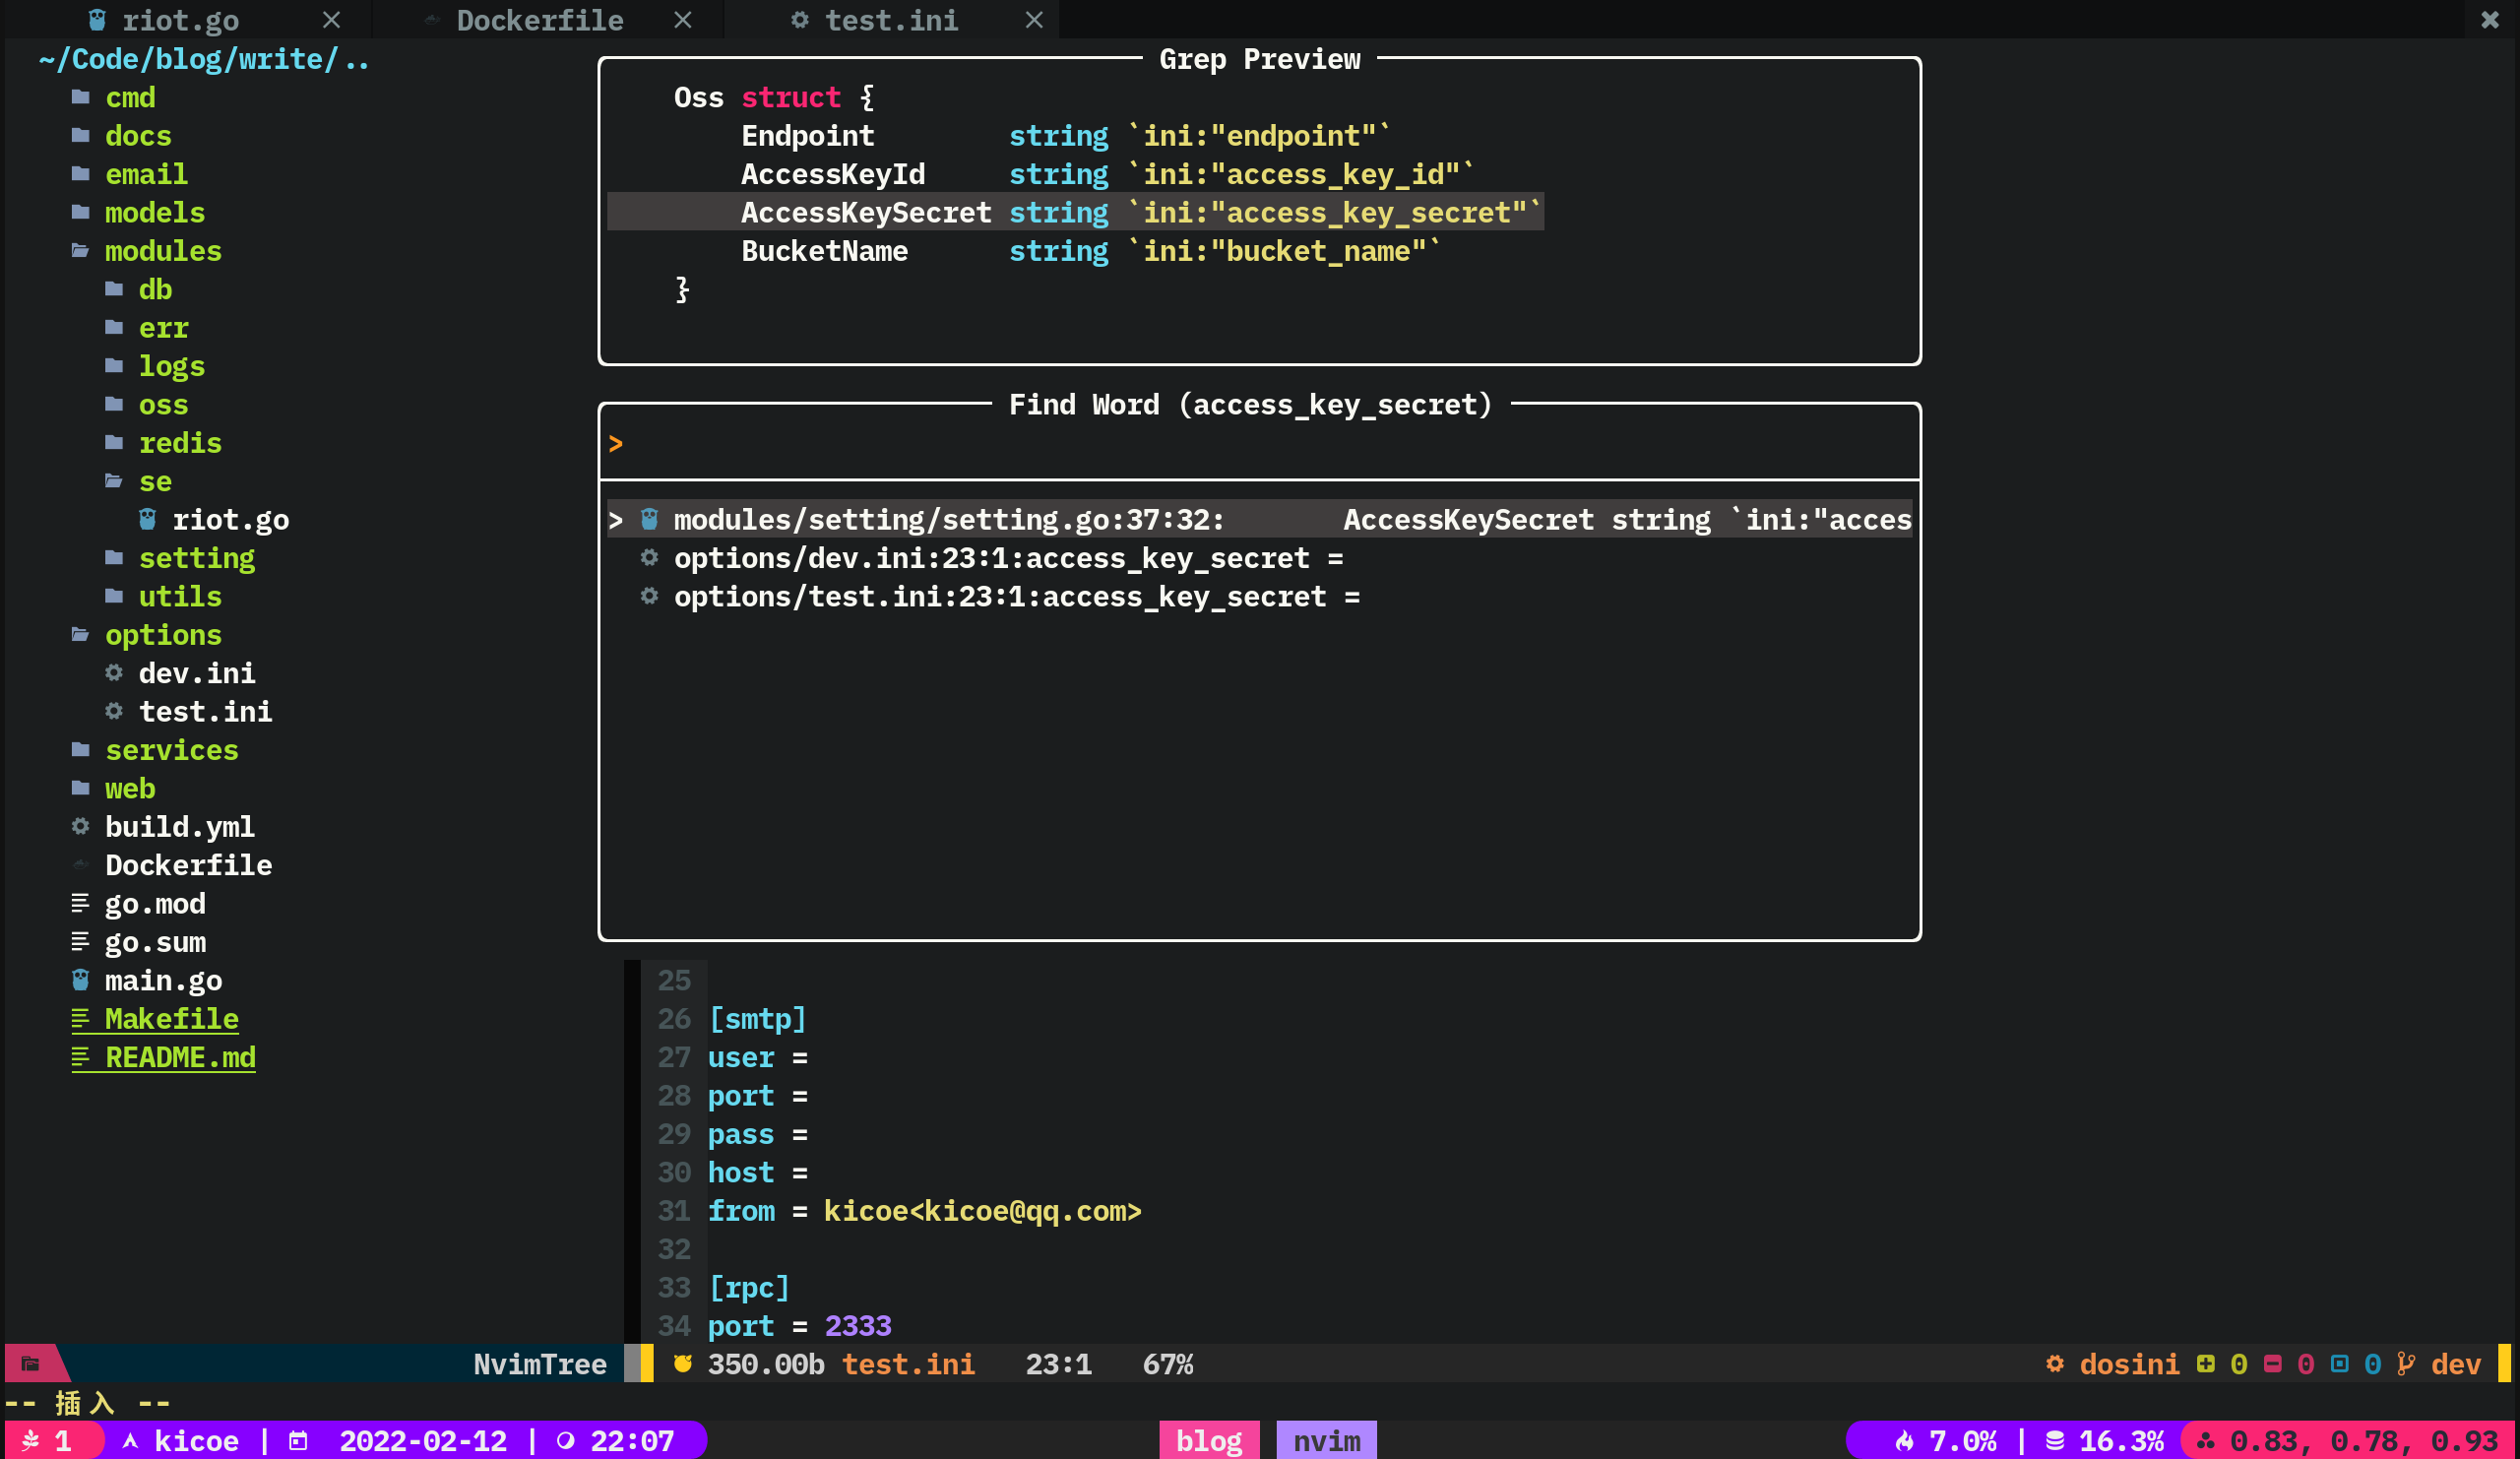 riot.go Dockerfile test.ini
~/Code/blog/write/..
cmd
docs
email
models
modules
db
err
logs
oss
redis
se
riot.go
setting
utils
options
dev.ini
test.ini
services
web
build.yml
Dockerfile
go.mod
go.sum
main.go
Makefile
README.md
Grep Preview
Oss struct {
Endpoint string `ini:"endpoint"`
AccessKeyId string `ini:"access_key_id"`
AccessKeySecret string `ini:"access_key_secret"`
BucketName string `ini:"bucket_name"`
}
Find Word (access_key_secret)
>
> modules/setting/setting.go:37:32: AccessKeySecret string `ini:"acces
options/dev.ini:23:1:access_key_secret =
options/test.ini:23:1:access_key_secret =
25
26 [smtp]
27 user =
28 port =
29 pass =
30 host =
31 from = kicoe<kicoe@qq.com>
32
33 [rpc]
34 port = 2333
NvimTree 350.00b test.ini 23:1 67% dosini 0 0 0 dev
-- 插入 --
1 kicoe | 2022-02-12 | 22:07 blog nvim 7.0% | 16.3% 0.83, 0.78, 0.93